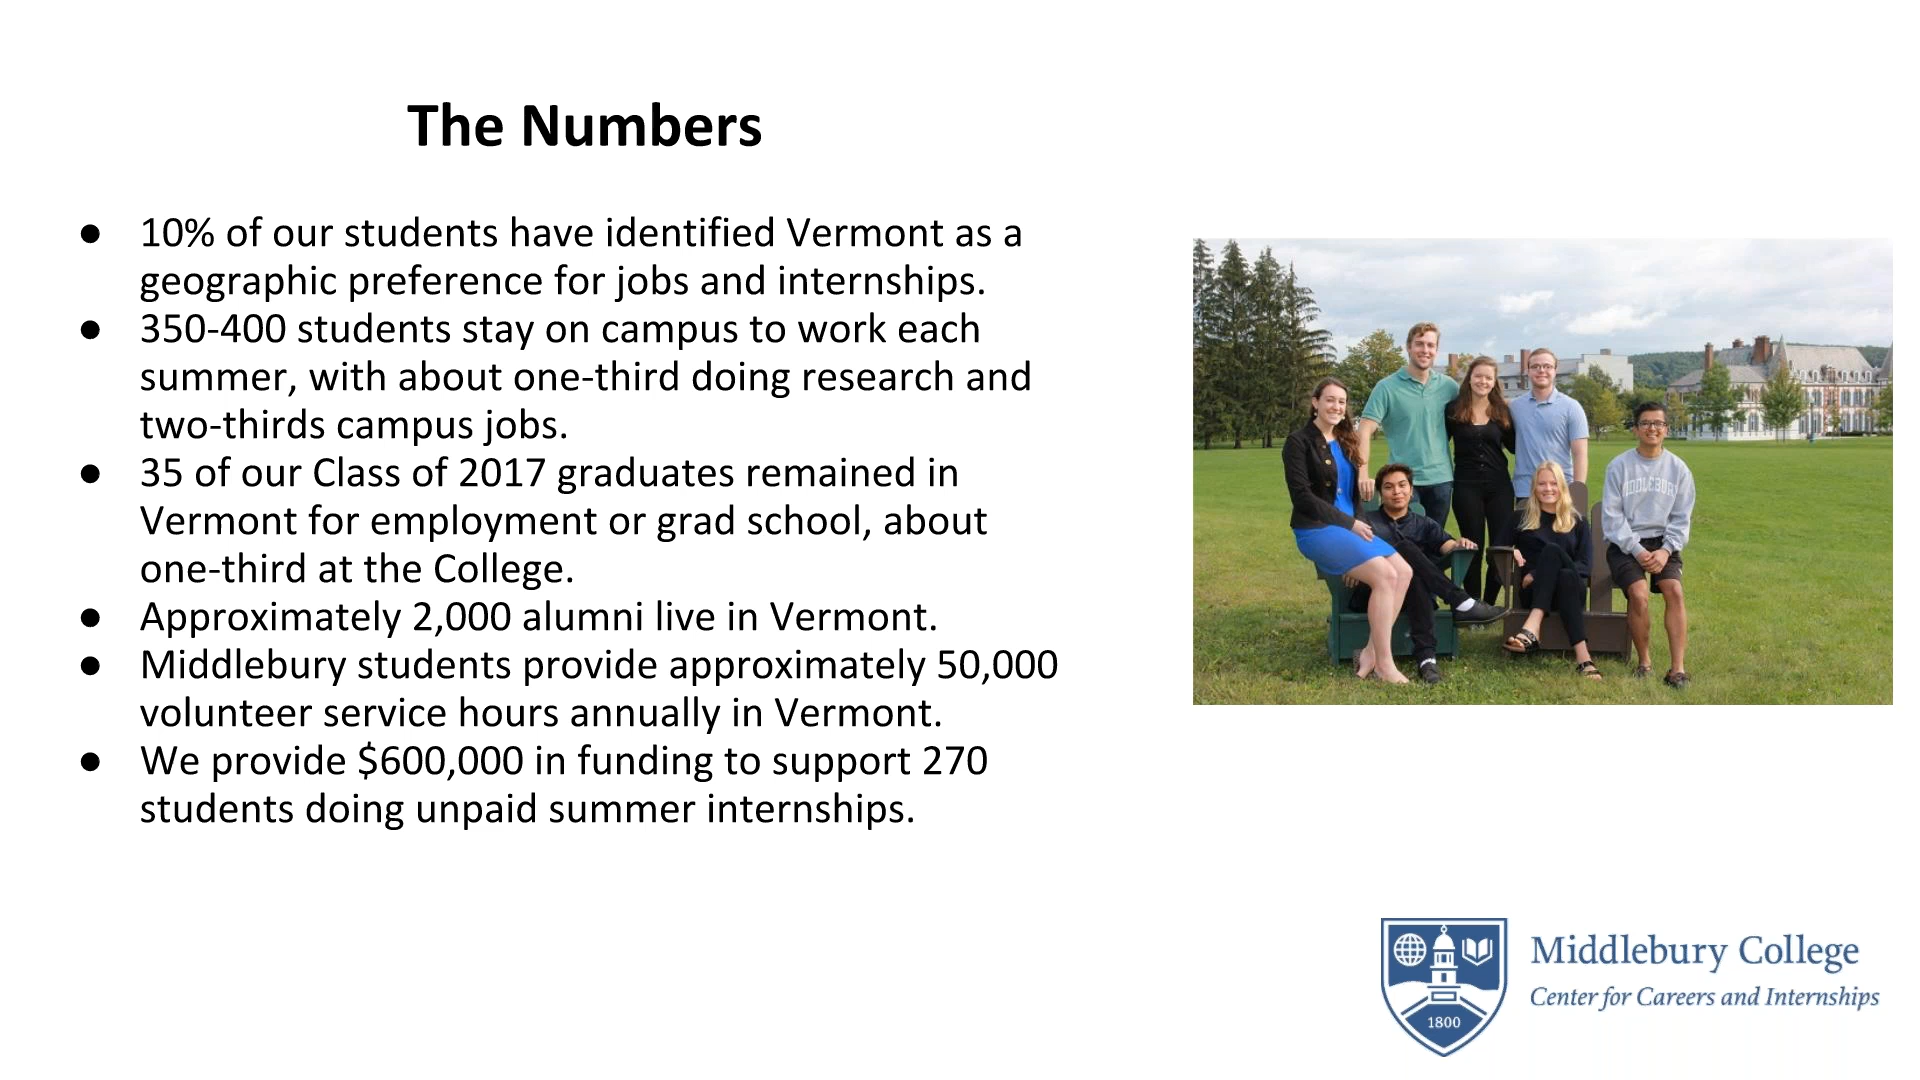 The Numbers
● 10% of our students have identified Vermont as a
geographic preference for jobs and internships.
● 350-400 students stay on campus to work each
summer, with about one-third doing research and
two-thirds campus jobs.
● 35 of our Class of 2017 graduates remained in
Vermont for employment or grad school, about
one-third at the College.
● Approximately 2,000 alumni live in Vermont.
● Middlebury students provide approximately 50,000
volunteer service hours annually in Vermont.
● We provide $600,000 in funding to support 270
students doing unpaid summer internships.
MIDDLEBURY
Middlebury College
Center for Careers and Internships
1800